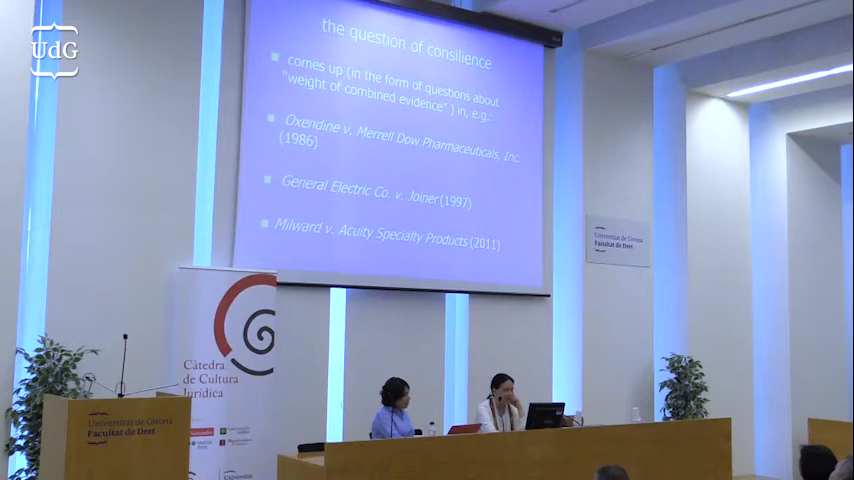 UdG
the question of consilience
comes up (in the form of questions about
"weight of combined evidence" ) in, e.g.:
Oxendine v. Merrell Dow Pharmaceuticals, Inc.
(1986)
General Electric Co. v. Joiner (1997)
Milward v. Acuity Specialty Products (2011)
Universitat de Girona
Facultat de Dret
Càtedra
de Cultura
Jurídica
Universitat de Girona
Facultat de Dret
Universitat